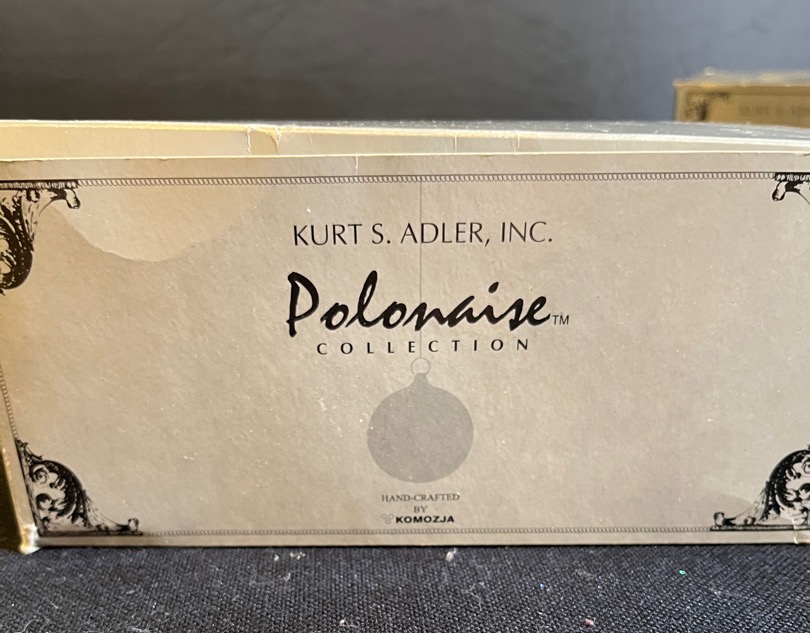 KURT S. ADLER, INC.
Polonaise™
COLLECTION
HAND-CRAFTED
BY
KOMOZJA